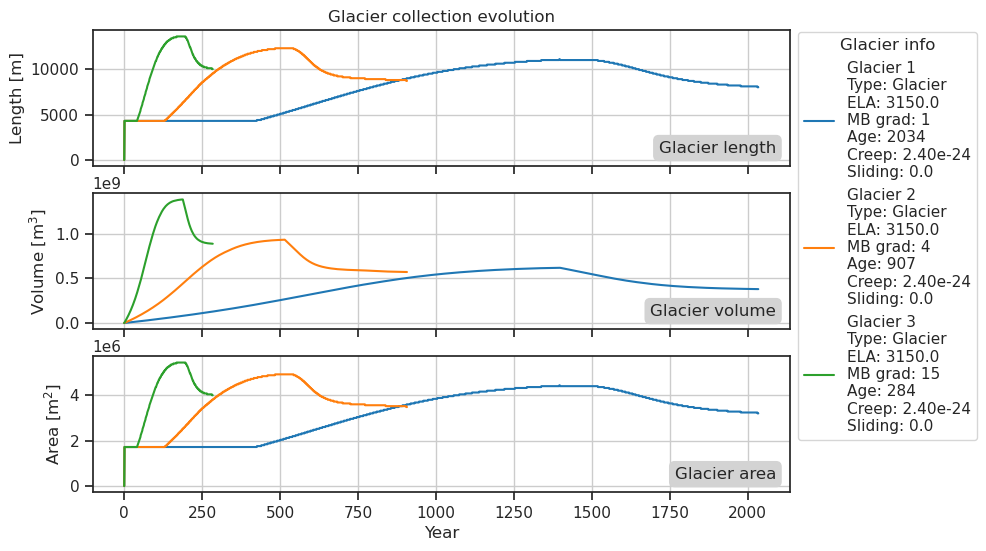 Glacier collection evolution
Length [m]
10000
5000
0
Glacier length
1e9
Volume [m³]
1.0
0.5
0.0
Glacier volume
1e6
Area [m²]
4
2
0
Glacier area
0 250 500 750 1000 1250 1500 1750 2000
Year
Glacier info
Glacier 1
Type: Glacier
ELA: 3150.0
MB grad: 1
Age: 2034
Creep: 2.40e-24
Sliding: 0.0
Glacier 2
Type: Glacier
ELA: 3150.0
MB grad: 4
Age: 907
Creep: 2.40e-24
Sliding: 0.0
Glacier 3
Type: Glacier
ELA: 3150.0
MB grad: 15
Age: 284
Creep: 2.40e-24
Sliding: 0.0